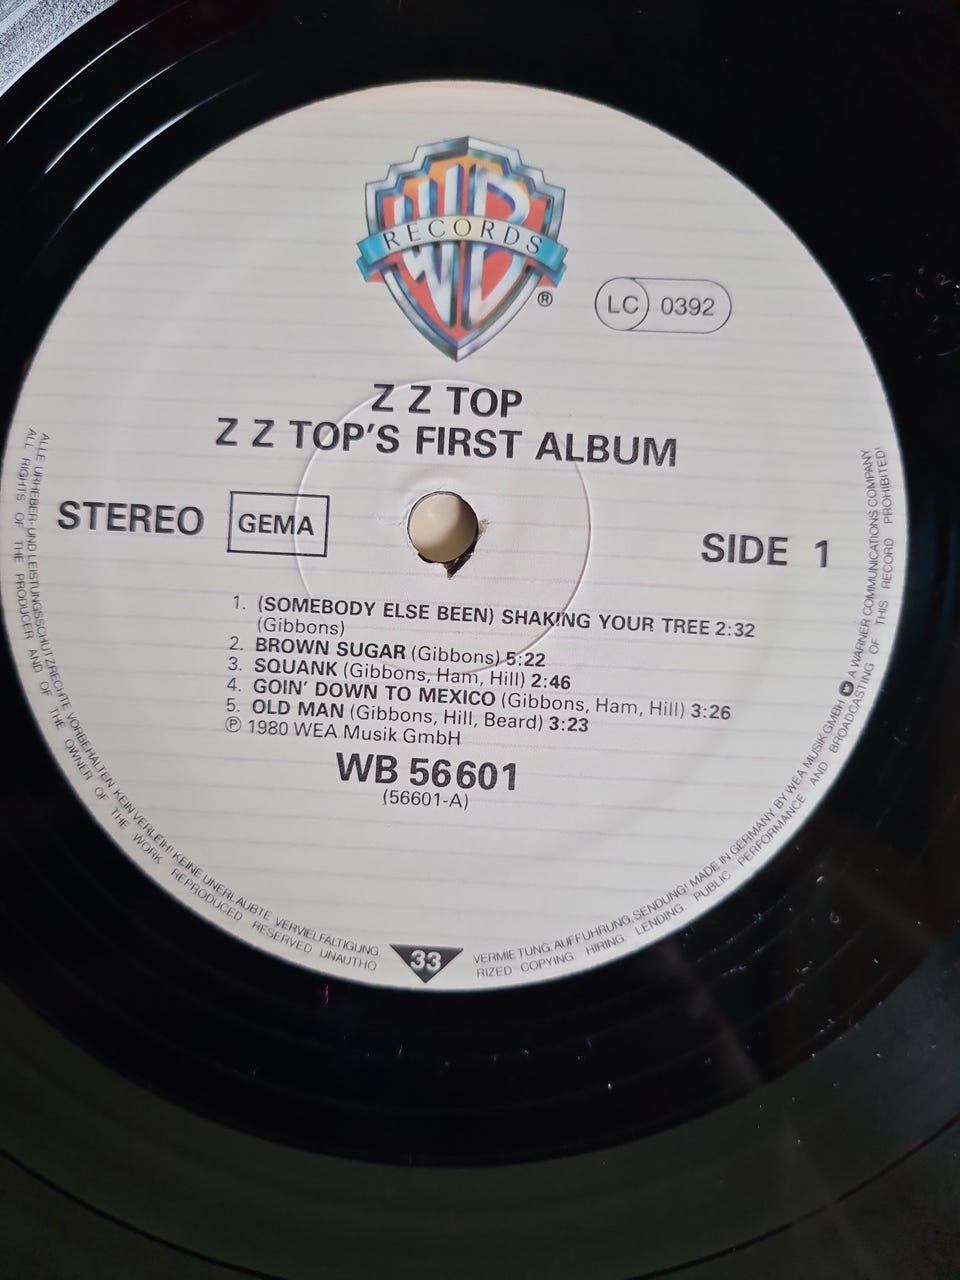 WB
RECORDS
®
LC 0392
Z Z TOP
Z Z TOP'S FIRST ALBUM
STEREO GEMA
SIDE 1
1. (SOMEBODY ELSE BEEN) SHAKING YOUR TREE 2:32
(Gibbons)
2. BROWN SUGAR (Gibbons) 5:22
3. SQUANK (Gibbons, Ham, Hill) 2:46
4. GOIN' DOWN TO MEXICO (Gibbons, Ham, Hill) 3:26
5. OLD MAN (Gibbons, Hill, Beard) 3:23
℗ 1980 WEA Musik GmbH
WB 56601
(56601-A)
33
ALLE URHEBER- UND LEISTUNGSSCHUTZRECHTE VORBEHALTEN KEIN VERLEIH! KEINE UNERLAUBTE VERVIELFÄLTIGUNG, VERMIETUNG, AUFFÜHRUNG, SENDUNG! MADE IN GERMANY BY WEA MUSIK GMBH A WARNER COMMUNICATIONS COMPANY
ALL RIGHTS OF THE PRODUCER AND OF THE OWNER OF THE WORK REPRODUCED RESERVED UNAUTHORIZED COPYING HIRING LENDING PUBLIC PERFORMANCE AND BROADCASTING OF THIS RECORD PROHIBITED!